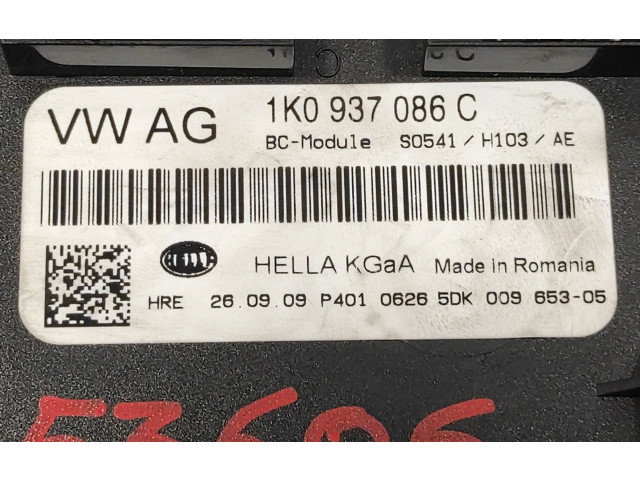 VW AG 1K0 937 086 C
BC-Module S0541 / H103 / AE
HELLA HELLA KGaA Made in Romania
HRE 26.09.09 P401 0626 5DK 009 653-05